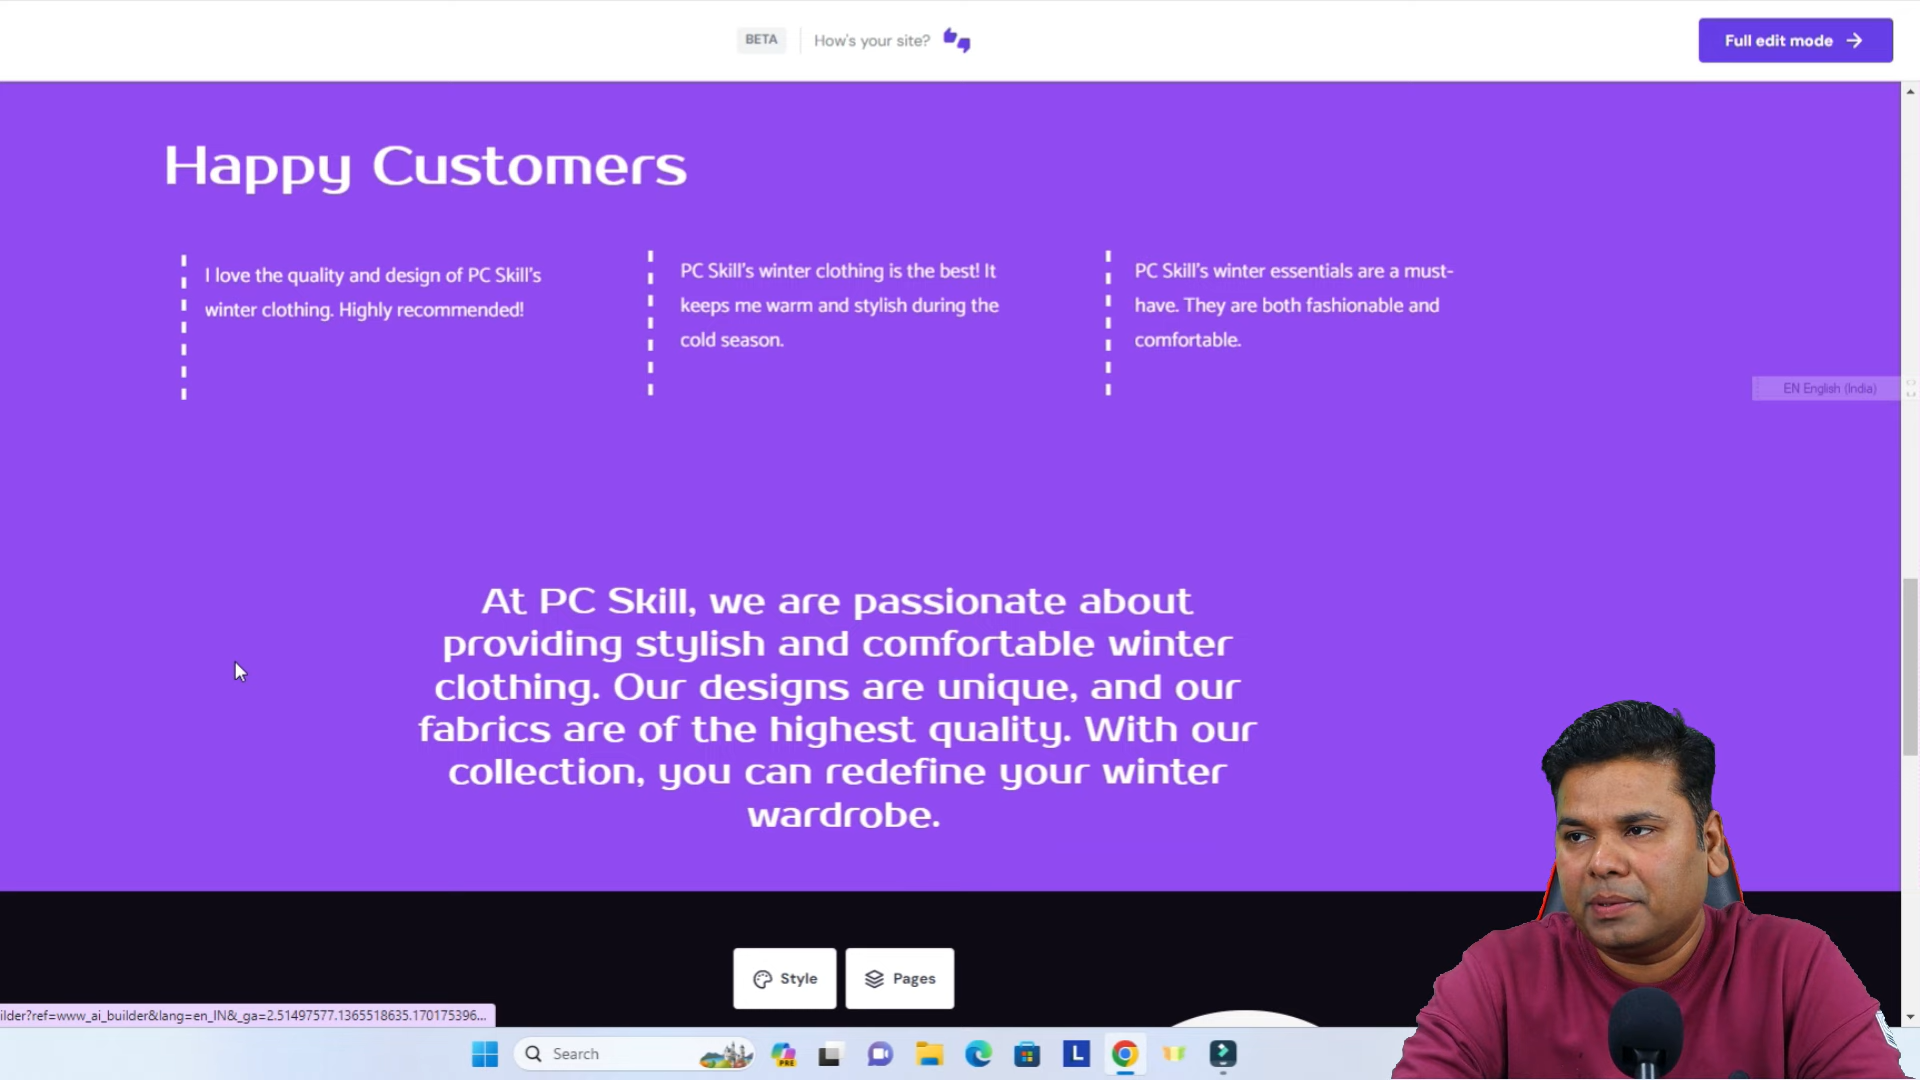 BETA
How's your site?
Full edit mode
Happy Customers
I love the quality and design of PC Skill's
winter clothing. Highly recommended!
PC Skill's winter clothing is the best! It
keeps me warm and stylish during the
cold season.
PC Skill's winter essentials are a must-
have. They are both fashionable and
comfortable.
EN English (India)
At PC Skill, we are passionate about
providing stylish and comfortable winter
clothing. Our designs are unique, and our
fabrics are of the highest quality. With our
collection, you can redefine your winter
wardrobe.
Style
Pages
ilder?ref=www_ai_builder&lang=en_IN&_ga=2.51497577.1365518635.170175396...
Search
PRE
L